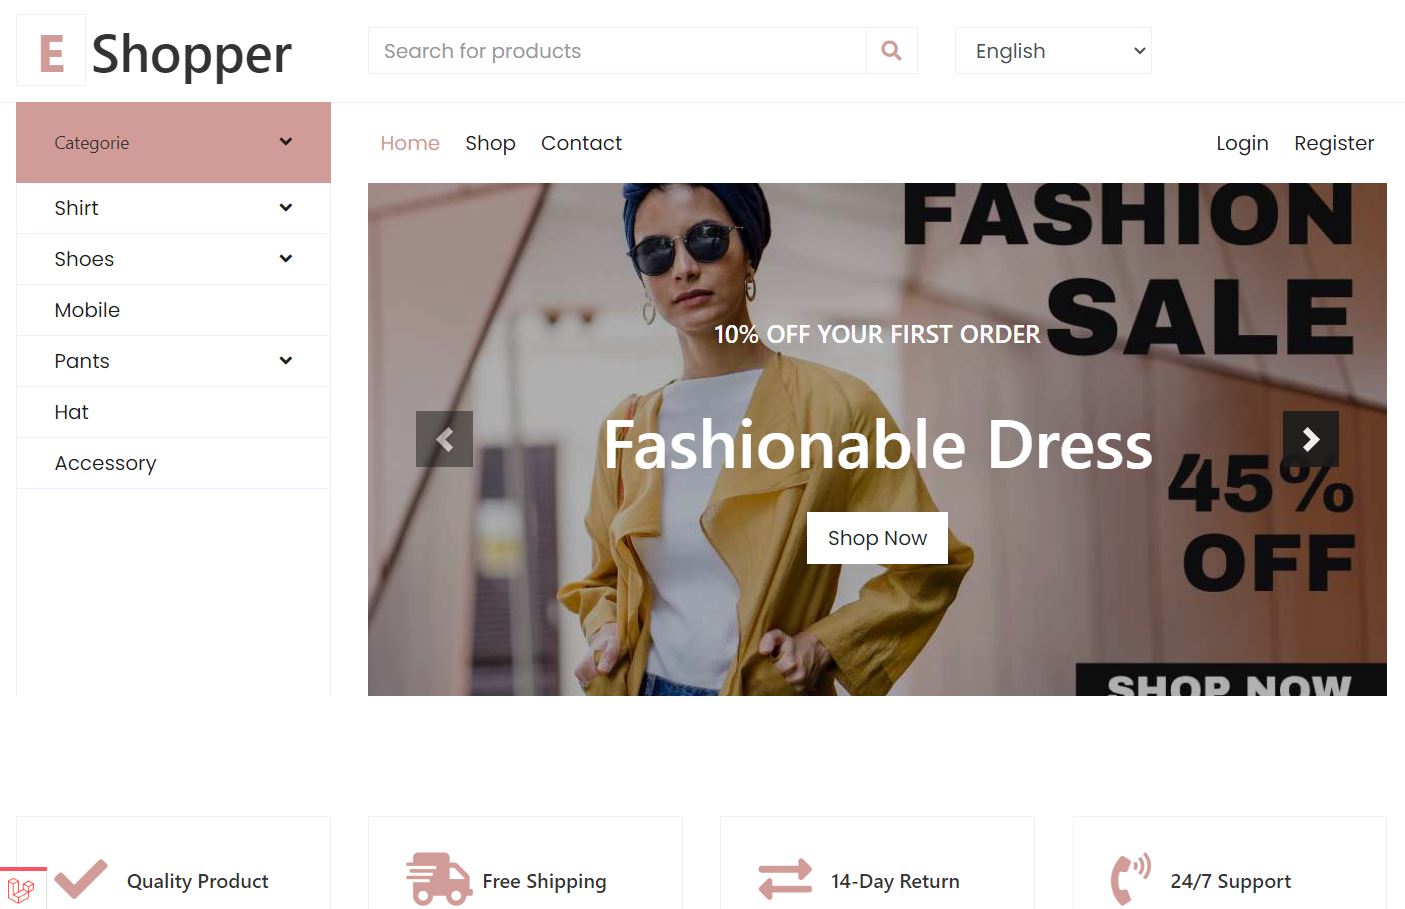 E Shopper
Search for products
English
Categorie
Home Shop Contact
Login Register
Shirt
Shoes
Mobile
Pants
Hat
Accessory
FASHION
SALE
10% OFF YOUR FIRST ORDER
Fashionable Dress
45%
OFF
Shop Now
SHOP NOW
Quality Product
Free Shipping
14-Day Return
24/7 Support